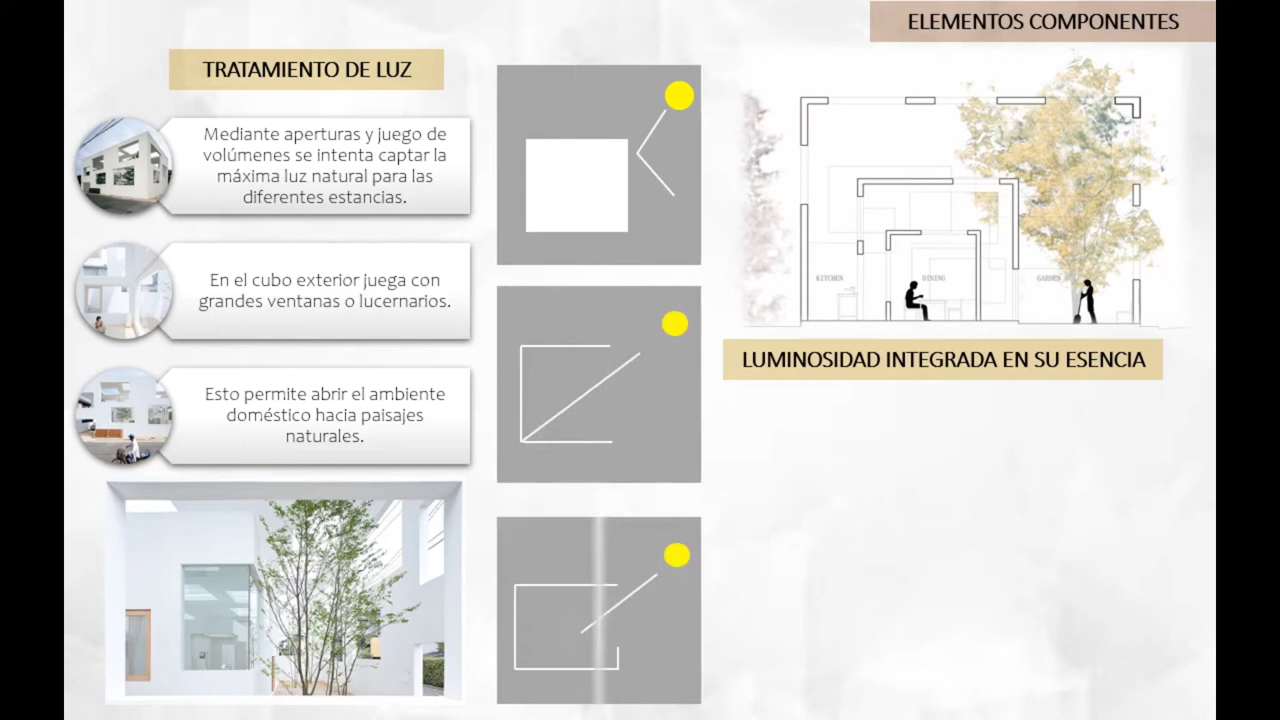 ELEMENTOS COMPONENTES
TRATAMIENTO DE LUZ
Mediante aperturas y juego de
volúmenes se intenta captar la
máxima luz natural para las
diferentes estancias.
En el cubo exterior juega con
grandes ventanas o lucernarios.
Esto permite abrir el ambiente
doméstico hacia paisajes
naturales.
KITCHEN
DINING
GARDEN
LUMINOSIDAD INTEGRADA EN SU ESENCIA